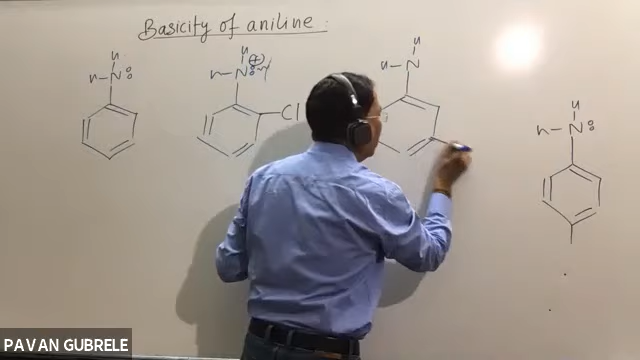 Basicity of aniline :
H
H H
H-N
H-N H
H-N
H
H-N
Cl
PAVAN GUBRELE